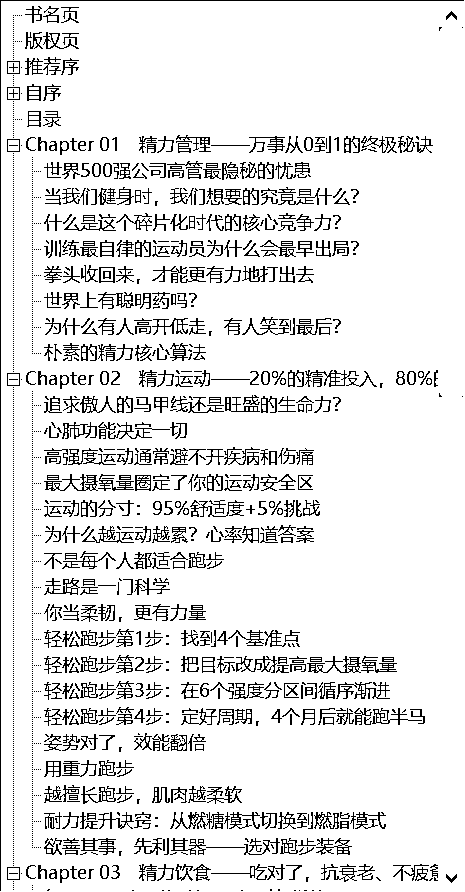 书名页
版权页
推荐序
自序
目录
Chapter 01 精力管理——万事从0到1的终极秘诀
世界500强公司高管最隐秘的忧患
当我们健身时，我们想要的究竟是什么？
什么是这个碎片化时代的核心竞争力？
训练最自律的运动员为什么会最早出局？
拳头收回来，才能更有力地打出去
世界上有聪明药吗？
为什么有人高开低走，有人笑到最后？
朴素的精力核心算法
Chapter 02 精力运动——20%的精准投入，80%
追求傲人的马甲线还是旺盛的生命力？
心肺功能决定一切
高强度运动通常避不开疾病和伤痛
最大摄氧量圈定了你的运动安全区
运动的分寸：95%舒适度+5%挑战
为什么越运动越累？心率知道答案
不是每个人都适合跑步
走路是一门科学
你当柔韧，更有力量
轻松跑步第1步：找到4个基准点
轻松跑步第2步：把目标改成提高最大摄氧量
轻松跑步第3步：在6个强度分区间循序渐进
轻松跑步第4步：定好周期，4个月后就能跑半马
姿势对了，效能翻倍
用重力跑步
越擅长跑步，肌肉越柔软
耐力提升诀窍：从燃糖模式切换到燃脂模式
欲善其事，先利其器——选对跑步装备
Chapter 03 精力饮食——吃对了，抗衰老、不疲